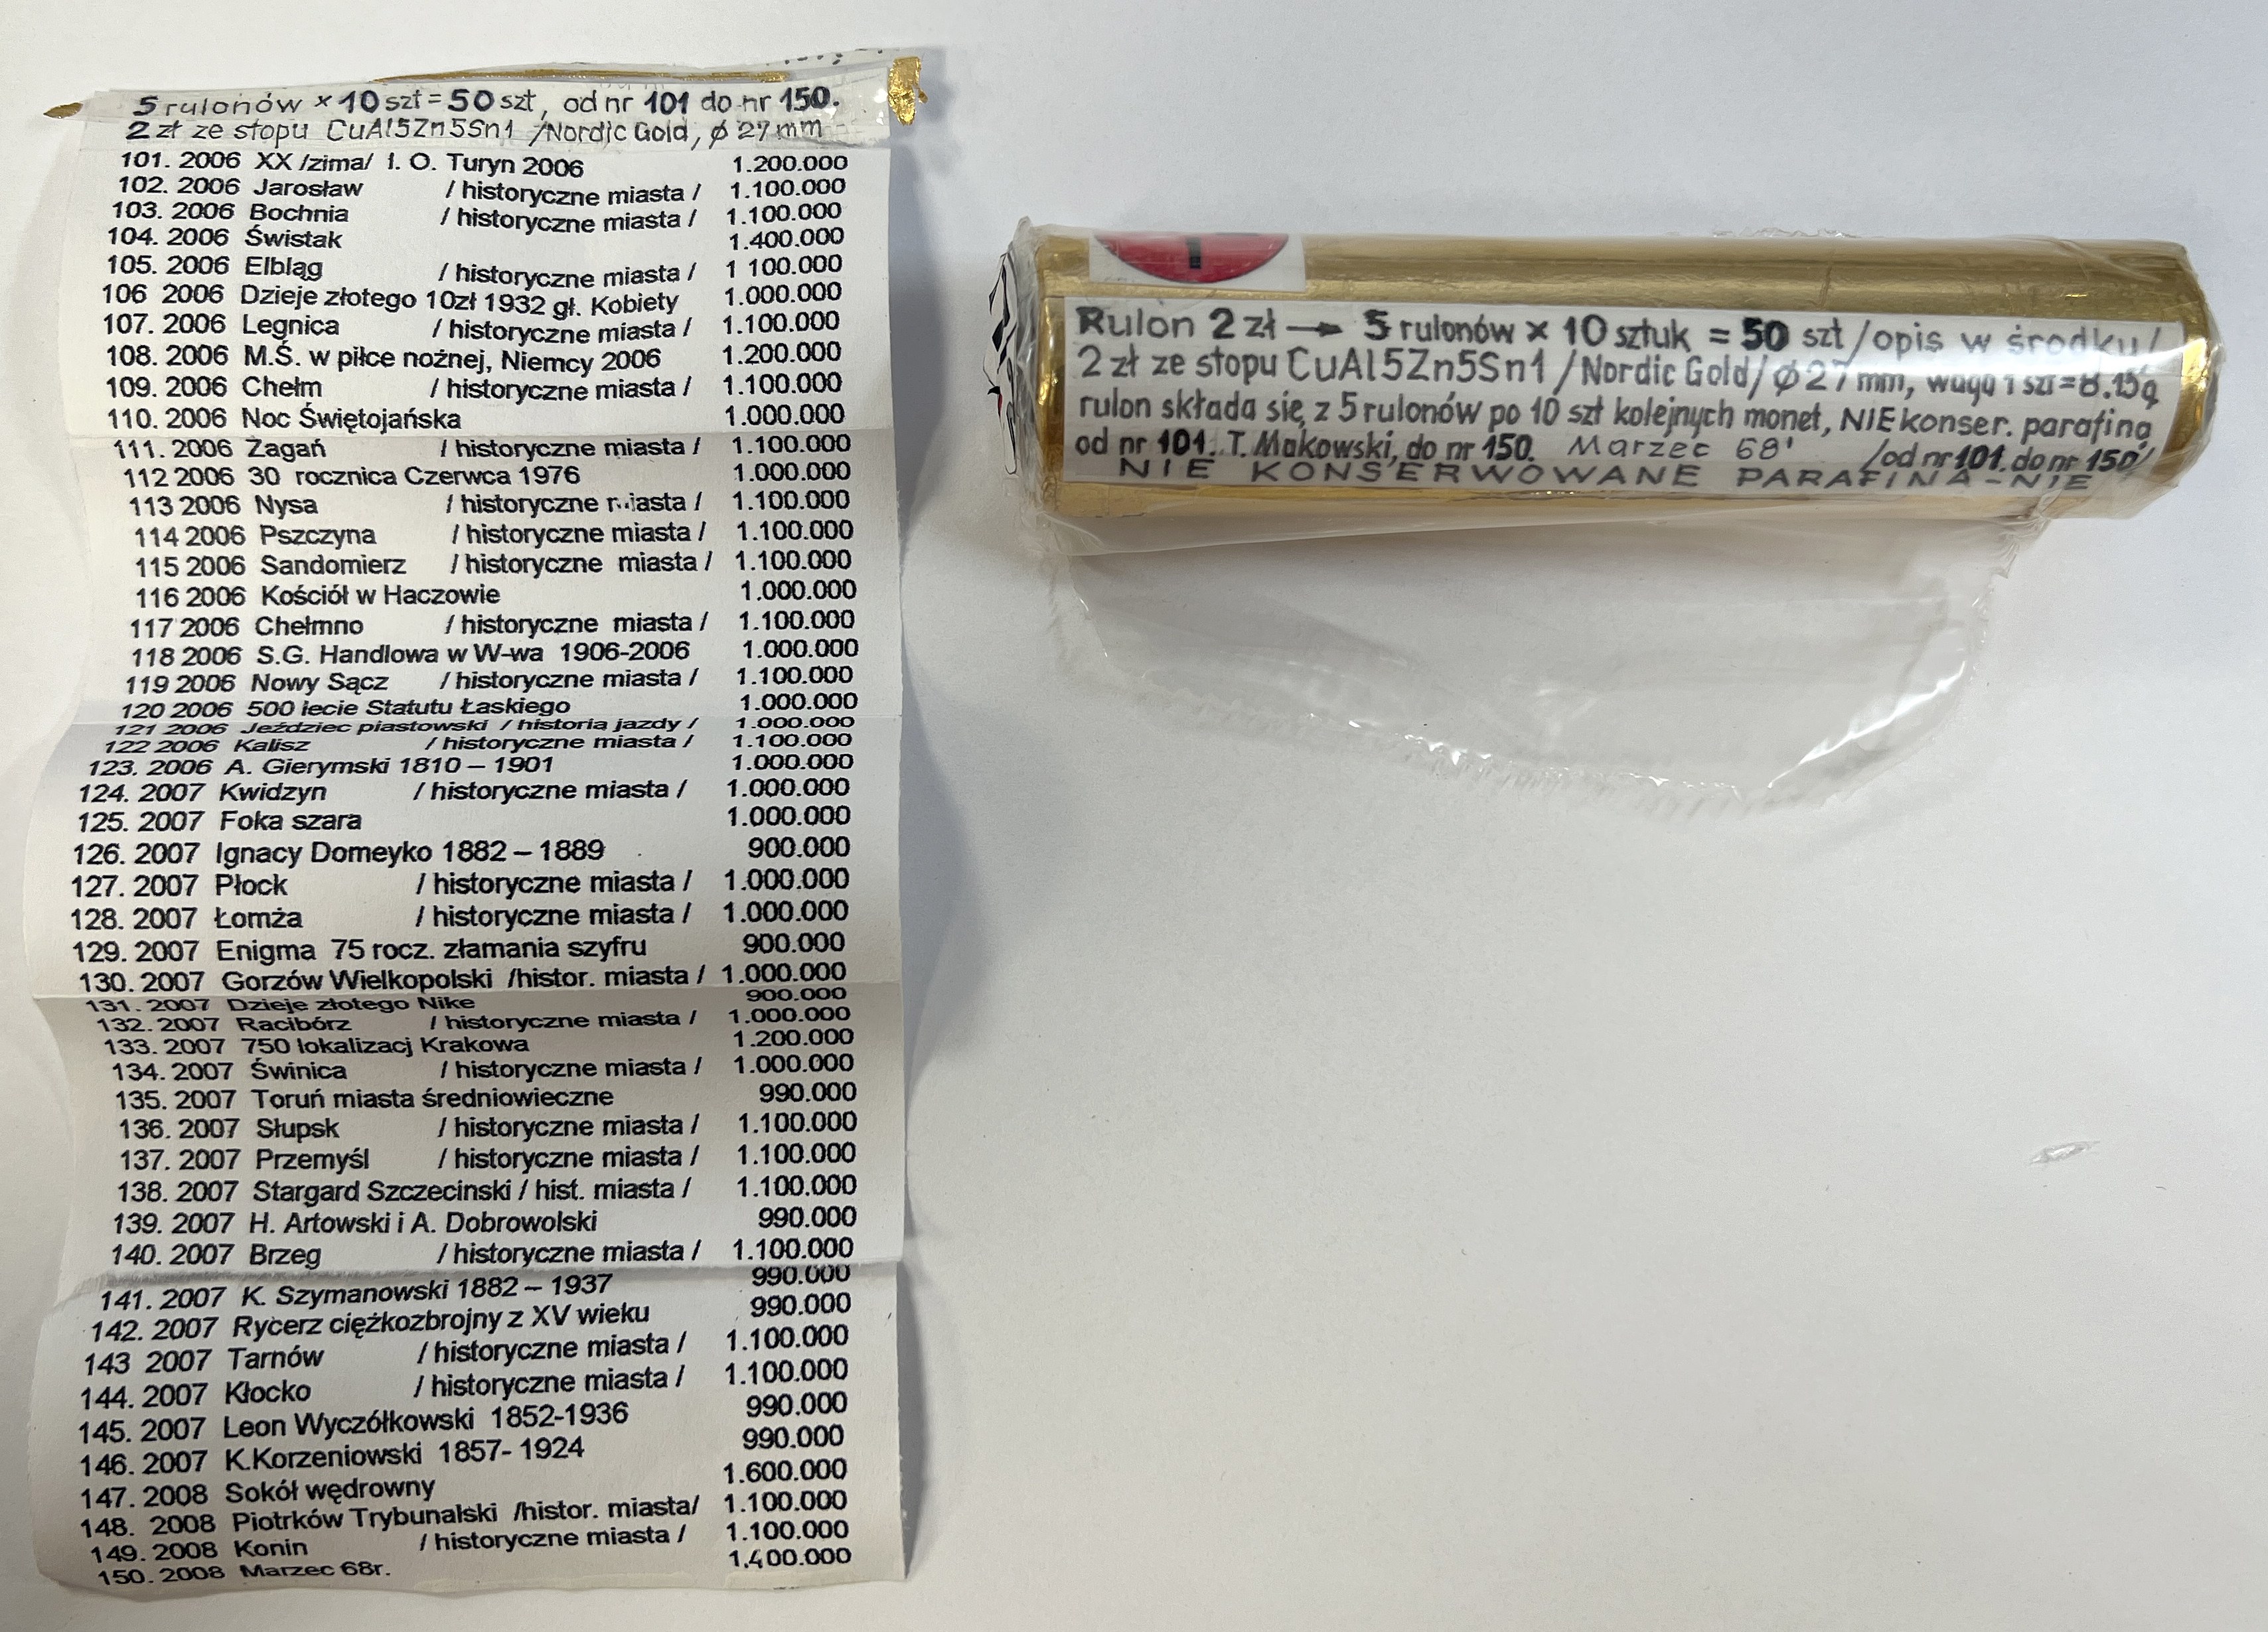 5 rulonów x 10 szt = 50 szt, od nr 101 do nr 150.
2 zł ze stopu CuAl5Zn5Sn1 /Nordic Gold, ø 27mm
101. 2006 XX /zima/ I. O. Turyn 2006 1.200.000
102. 2006 Jarosław / historyczne miasta / 1.100.000
103. 2006 Bochnia / historyczne miasta / 1.100.000
104. 2006 Świstak 1.400.000
105. 2006 Elbląg / historyczne miasta / 1 100.000
106 2006 Dzieje złotego 10zł 1932 gł. Kobiety 1.000.000
107. 2006 Legnica / historyczne miasta / 1.100.000
108. 2006 M.Ś. w piłce nożnej, Niemcy 2006 1.200.000
109. 2006 Chełm / historyczne miasta / 1.100.000
110. 2006 Noc Świętojańska 1.000.000
111. 2006 Żagań / historyczne miasta / 1.100.000
112 2006 30 rocznica Czerwca 1976 1.000.000
113 2006 Nysa / historyczne miasta / 1.100.000
114 2006 Pszczyna / historyczne miasta / 1.100.000
115 2006 Sandomierz / historyczne miasta / 1.100.000
116 2006 Kościół w Haczowie 1.000.000
117 2006 Chełmno / historyczne miasta / 1.100.000
118 2006 S.G. Handlowa w W-wa 1906-2006 1.000.000
119 2006 Nowy Sącz / historyczne miasta / 1.100.000
120 2006 500 lecie Statutu Łaskiego 1.000.000
121 2006 Jeździec piastowski / historia jazdy / 1.000.000
122 2006 Kalisz / historyczne miasta / 1.100.000
123. 2006 A. Gierymski 1810 – 1901 1.000.000
124. 2007 Kwidzyn / historyczne miasta / 1.000.000
125. 2007 Foka szara 1.000.000
126. 2007 Ignacy Domeyko 1882 – 1889 900.000
127. 2007 Płock / historyczne miasta / 1.000.000
128. 2007 Łomża / historyczne miasta / 1.000.000
129. 2007 Enigma 75 rocz. złamania szyfru 900.000
130. 2007 Gorzów Wielkopolski /histor. miasta / 1.000.000
131. 2007 Dzieje złotego Nike 900.000
132. 2007 Racibórz / historyczne miasta / 1.000.000
133. 2007 750 lokalizacj Krakowa 1.200.000
134. 2007 Świnica / historyczne miasta / 1.000.000
135. 2007 Toruń miasta średniowieczne 990.000
136. 2007 Słupsk / historyczne miasta / 1.100.000
137. 2007 Przemyśl / historyczne miasta / 1.100.000
138. 2007 Stargard Szczecinski / hist. miasta / 1.100.000
139. 2007 H. Artowski i A. Dobrowolski 990.000
140. 2007 Brzeg / historyczne miasta / 1.100.000
141. 2007 K. Szymanowski 1882 – 1937 990.000
142. 2007 Rycerz ciężkozbrojny z XV wieku 990.000
143 2007 Tarnów / historyczne miasta / 1.100.000
144. 2007 Kłocko / historyczne miasta / 1.100.000
145. 2007 Leon Wyczółkowski 1852-1936 990.000
146. 2007 K.Korzeniowski 1857- 1924 990.000
147. 2008 Sokół wędrowny 1.600.000
148. 2008 Piotrków Trybunalski /histor. miasta/ 1.100.000
149. 2008 Konin / historyczne miasta / 1.100.000
150. 2008 Marzec 68r. 1.400.000
Rulon 2 zł → 5 rulonów x 10 sztuk = 50 szt /opis w środku/
2 zł ze stopu CuAl5Zn5Sn1 /Nordic Gold/ ø 27 mm, waga 1 szt=8.15g
rulon składa się, z 5 rulonów po 10 szt kolejnych monet, NIE konser. parafiną
od nr 101. T. Makowski, do nr 150. Marzec 68' /od nr 101. do nr 150/
NIE KONSERWOWANE PARAFINĄ - NIE